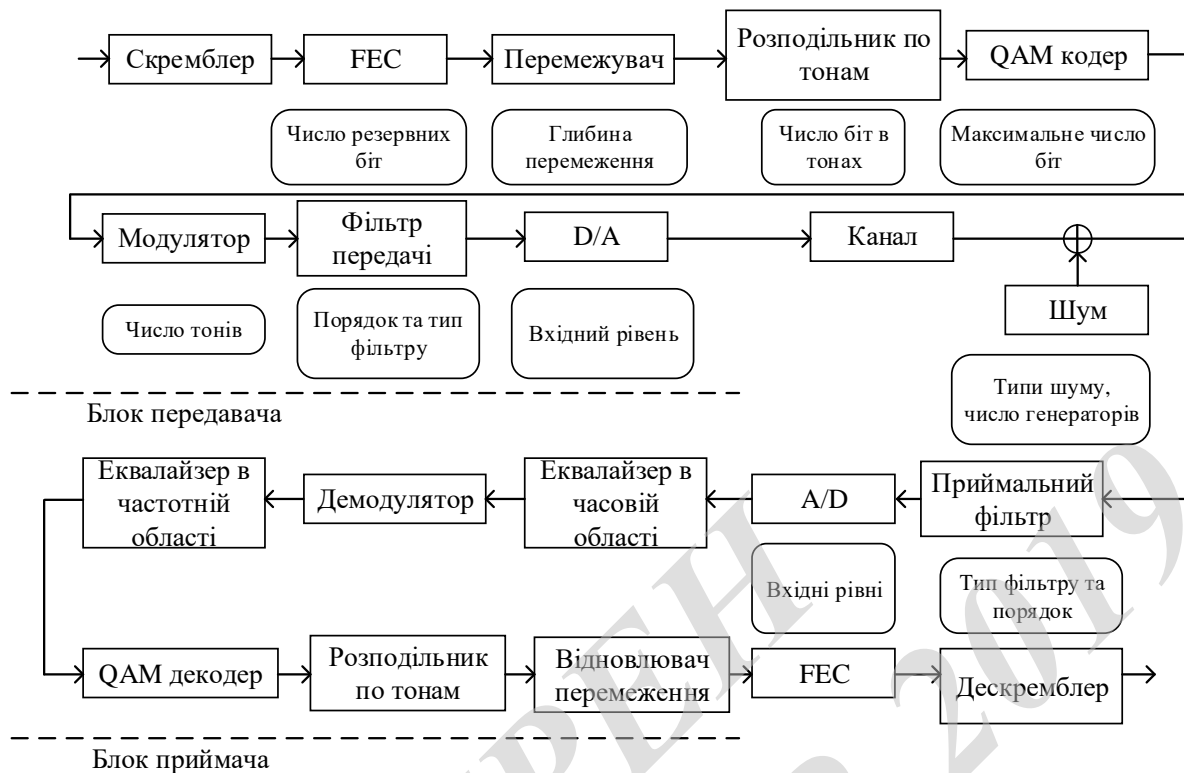 Скремблер
FEC
Перемежувач
Розподільник по
тонам
QAM кодер
Число резервних
біт
Глибина
перемеження
Число біт в
тонах
Максимальне число
біт
Модулятор
Фільтр
передачі
D/A
Канал
Шум
Число тонів
Порядок та тип
фільтру
Вхідний рівень
Типи шуму,
число генераторів
Блок передавача
Еквалайзер в
частотній
області
Демодулятор
Еквалайзер в
часовій
області
A/D
Приймальний
фільтр
Вхідні рівні
Тип фільтру та
порядок
QAM декодер
Розподільник
по тонам
Відновлювач
перемеження
FEC
Дескремблер
Блок приймача
2019